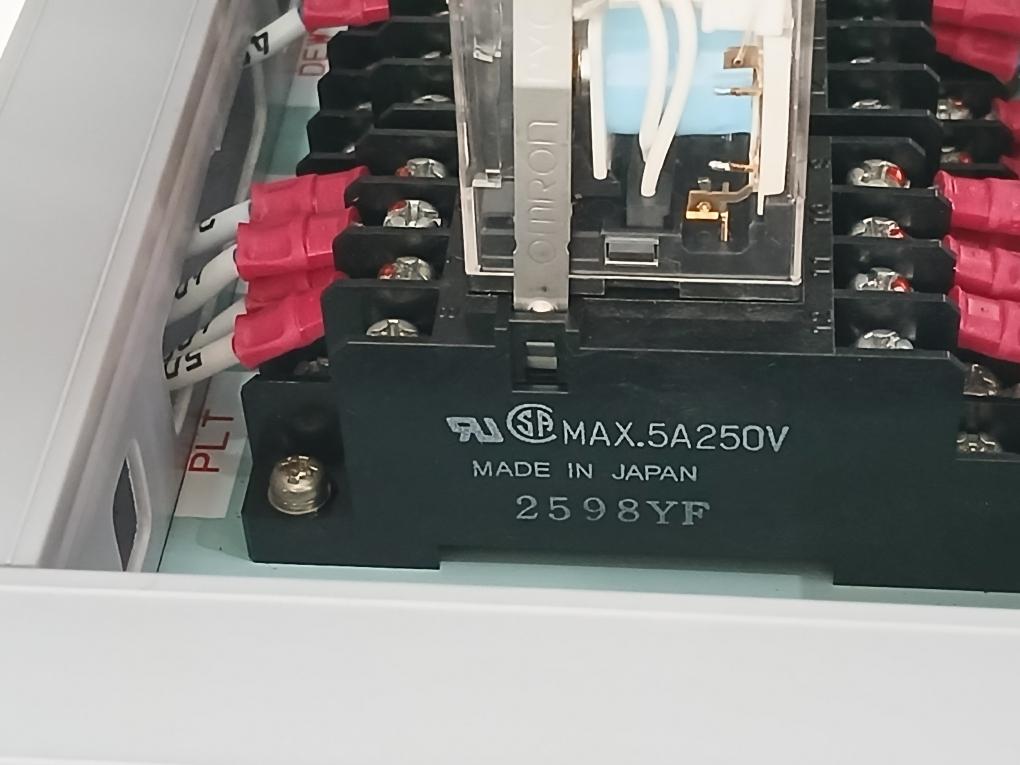 OMRON
PLT
MAX.5A250V
MADE IN JAPAN
2598YF